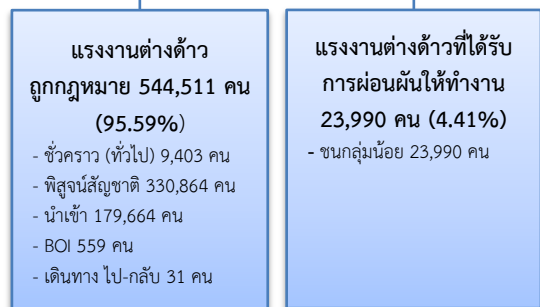 แรงงานต่างด้าว
ถูกกฎหมาย 544,511 คน
(95.59%)
- ชั่วคราว (ทั่วไป) 9,403 คน
- พิสูจน์สัญชาติ 330,864 คน
- นำเข้า 179,664 คน
- BOI 559 คน
- เดินทาง ไป-กลับ 31 คน
แรงงานต่างด้าวที่ได้รับ
การผ่อนผันให้ทำงาน
23,990 คน (4.41%)
- ชนกลุ่มน้อย 23,990 คน